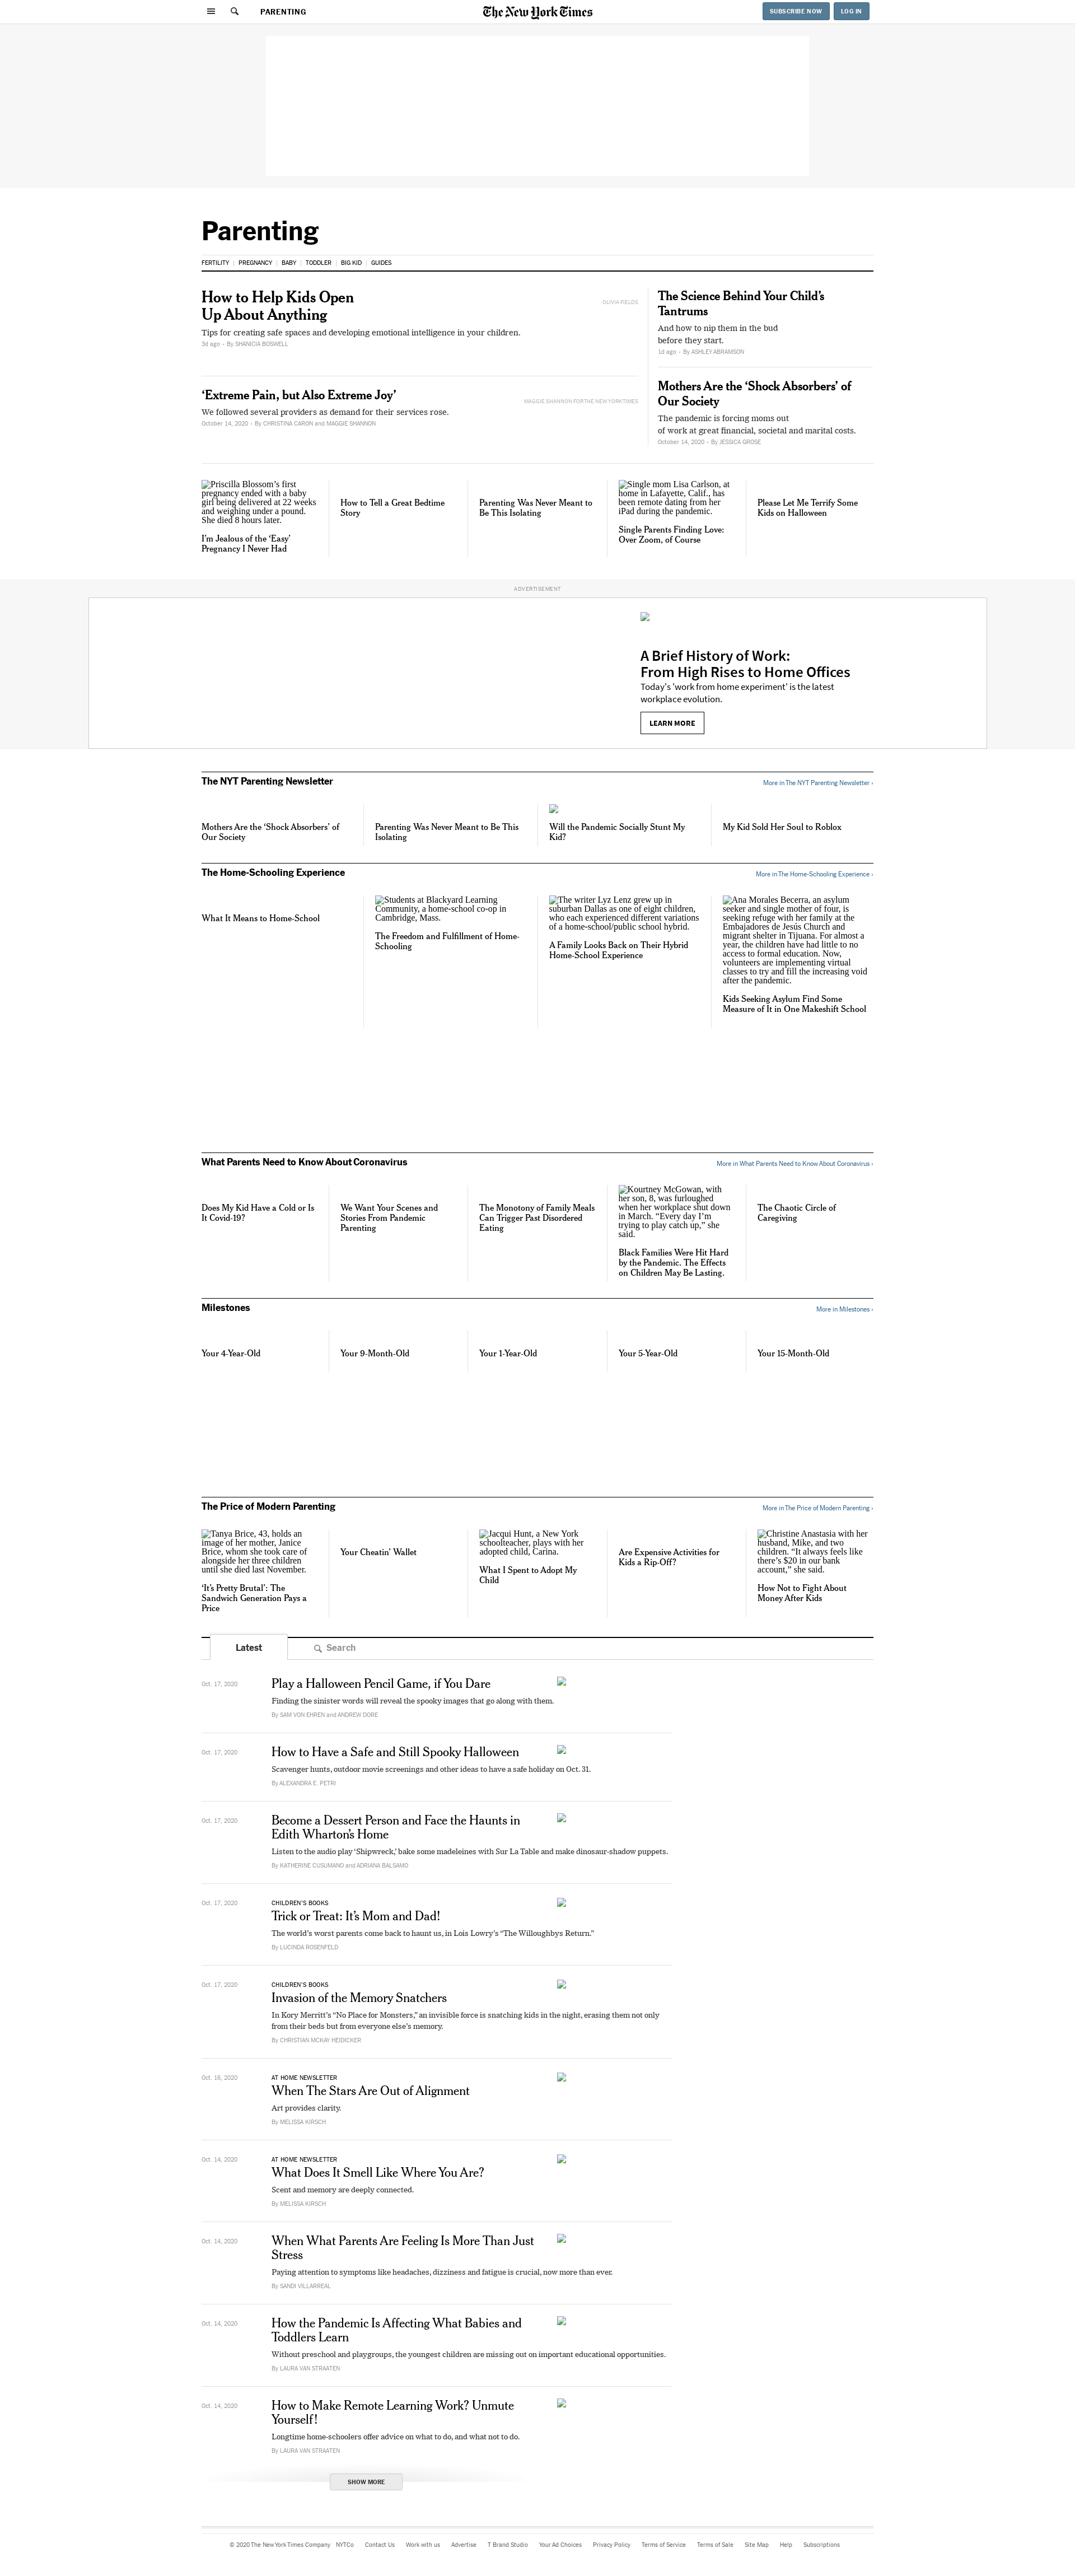 PARENTING
The New York Times
SUBSCRIBE NOW
LOG IN
Parenting
FERTILITY
PREGNANCY
BABY
TODDLER
BIG KID
GUIDES
How to Help Kids Open
Up About Anything
Tips for creating safe spaces and developing emotional intelligence in your children.
3d ago • By SHANICIA BOSWELL
OLIVIA FIELDS
‘Extreme Pain, but Also Extreme Joy’
We followed several providers as demand for their services rose.
October 14, 2020 • By CHRISTINA CARON and MAGGIE SHANNON
MAGGIE SHANNON FOR THE NEW YORK TIMES
The Science Behind Your Child’s
Tantrums
And how to nip them in the bud
before they start.
1d ago • By ASHLEY ABRAMSON
Mothers Are the ‘Shock Absorbers’ of
Our Society
The pandemic is forcing moms out
of work at great financial, societal and marital costs.
October 14, 2020 • By JESSICA GROSE
Priscilla Blossom’s first
pregnancy ended with a baby
girl being delivered at 22 weeks
and weighing under a pound.
She died 8 hours later.
I’m Jealous of the ‘Easy’
Pregnancy I Never Had
How to Tell a Great Bedtime
Story
Parenting Was Never Meant to
Be This Isolating
Single mom Lisa Carlson, at
home in Lafayette, Calif., has
been remote dating from her
iPad during the pandemic.
Single Parents Finding Love:
Over Zoom, of Course
Please Let Me Terrify Some
Kids on Halloween
ADVERTISEMENT
A Brief History of Work:
From High Rises to Home Offices
Today's 'work from home experiment' is the latest
workplace evolution.
LEARN MORE
The NYT Parenting Newsletter
More in The NYT Parenting Newsletter ›
Mothers Are the ‘Shock Absorbers’ of
Our Society
Parenting Was Never Meant to Be This
Isolating
Will the Pandemic Socially Stunt My
Kid?
My Kid Sold Her Soul to Roblox
The Home-Schooling Experience
More in The Home-Schooling Experience ›
What It Means to Home-School
Students at Blackyard Learning
Community, a home-school co-op in
Cambridge, Mass.
The Freedom and Fulfillment of Home-
Schooling
The writer Lyz Lenz grew up in
suburban Dallas as one of eight children,
who each experienced different variations
of a home-school/public school hybrid.
A Family Looks Back on Their Hybrid
Home-School Experience
Ana Morales Becerra, an asylum
seeker and single mother of four, is
seeking refuge with her family at the
Embajadores de Jesús Church and
migrant shelter in Tijuana. For almost a
year, the children have had little to no
access to formal education. Now,
volunteers are implementing virtual
classes to try and fill the increasing void
after the pandemic.
Kids Seeking Asylum Find Some
Measure of It in One Makeshift School
What Parents Need to Know About Coronavirus
More in What Parents Need to Know About Coronavirus ›
Does My Kid Have a Cold or Is
It Covid-19?
We Want Your Scenes and
Stories From Pandemic
Parenting
The Monotony of Family Meals
Can Trigger Past Disordered
Eating
Kourtney McGowan, with
her son, 8, was furloughed
when her workplace shut down
in March. “Every day I’m
trying to play catch up,” she
said.
Black Families Were Hit Hard
by the Pandemic. The Effects
on Children May Be Lasting.
The Chaotic Circle of
Caregiving
Milestones
More in Milestones ›
Your 4-Year-Old
Your 9-Month-Old
Your 1-Year-Old
Your 5-Year-Old
Your 15-Month-Old
The Price of Modern Parenting
More in The Price of Modern Parenting ›
Tanya Brice, 43, holds an
image of her mother, Janice
Brice, whom she took care of
alongside her three children
until she died last November.
‘It’s Pretty Brutal’: The
Sandwich Generation Pays a
Price
Your Cheatin’ Wallet
Jacqui Hunt, a New York
schoolteacher, plays with her
adopted child, Carina.
What I Spent to Adopt My
Child
Are Expensive Activities for
Kids a Rip-Off?
Christine Anastasia with her
husband, Mike, and two
children. “It always feels like
there’s $20 in our bank
account,” she said.
How Not to Fight About
Money After Kids
Latest
Search
Oct. 17, 2020
Play a Halloween Pencil Game, if You Dare
Finding the sinister words will reveal the spooky images that go along with them.
By SAM VON EHREN and ANDREW DORE
Oct. 17, 2020
How to Have a Safe and Still Spooky Halloween
Scavenger hunts, outdoor movie screenings and other ideas to have a safe holiday on Oct. 31.
By ALEXANDRA E. PETRI
Oct. 17, 2020
Become a Dessert Person and Face the Haunts in
Edith Wharton’s Home
Listen to the audio play ‘Shipwreck,’ bake some madeleines with Sur La Table and make dinosaur-shadow puppets.
By KATHERINE CUSUMANO and ADRIANA BALSAMO
Oct. 17, 2020
CHILDREN’S BOOKS
Trick or Treat: It’s Mom and Dad!
The world’s worst parents come back to haunt us, in Lois Lowry’s “The Willoughbys Return.”
By LUCINDA ROSENFELD
Oct. 17, 2020
CHILDREN’S BOOKS
Invasion of the Memory Snatchers
In Kory Merritt’s “No Place for Monsters,” an invisible force is snatching kids in the night, erasing them not only
from their beds but from everyone else’s memory.
By CHRISTIAN MCKAY HEIDICKER
Oct. 16, 2020
AT HOME NEWSLETTER
When The Stars Are Out of Alignment
Art provides clarity.
By MELISSA KIRSCH
Oct. 14, 2020
AT HOME NEWSLETTER
What Does It Smell Like Where You Are?
Scent and memory are deeply connected.
By MELISSA KIRSCH
Oct. 14, 2020
When What Parents Are Feeling Is More Than Just
Stress
Paying attention to symptoms like headaches, dizziness and fatigue is crucial, now more than ever.
By SANDI VILLARREAL
Oct. 14, 2020
How the Pandemic Is Affecting What Babies and
Toddlers Learn
Without preschool and playgroups, the youngest children are missing out on important educational opportunities.
By LAURA VAN STRAATEN
Oct. 14, 2020
How to Make Remote Learning Work? Unmute
Yourself!
Longtime home-schoolers offer advice on what to do, and what not to do.
By LAURA VAN STRAATEN
SHOW MORE
© 2020 The New York Times Company
NYTCo
Contact Us
Work with us
Advertise
T Brand Studio
Your Ad Choices
Privacy Policy
Terms of Service
Terms of Sale
Site Map
Help
Subscriptions